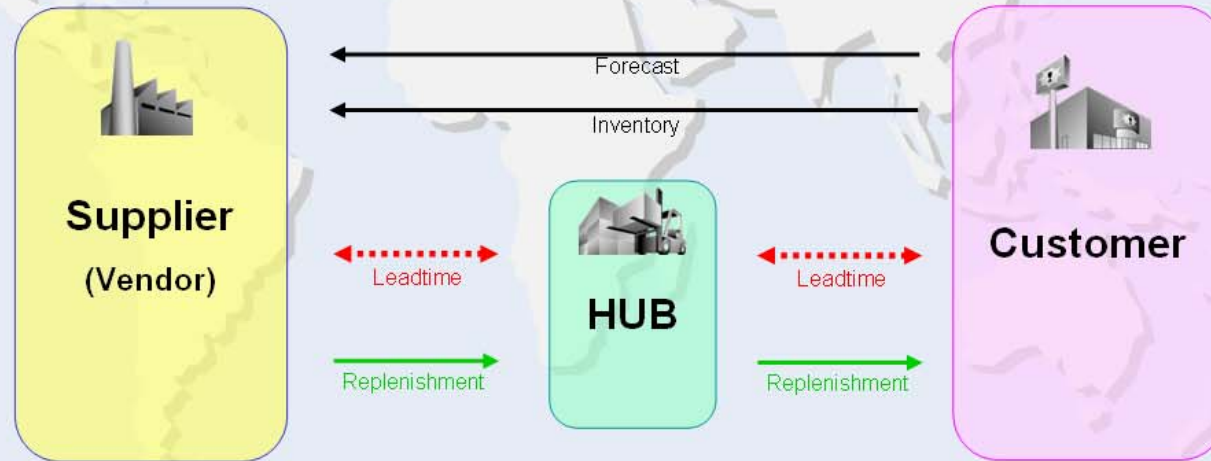 Forecast
Inventory
Supplier
(Vendor)
Leadtime
Replenishment
HUB
Leadtime
Replenishment
Customer